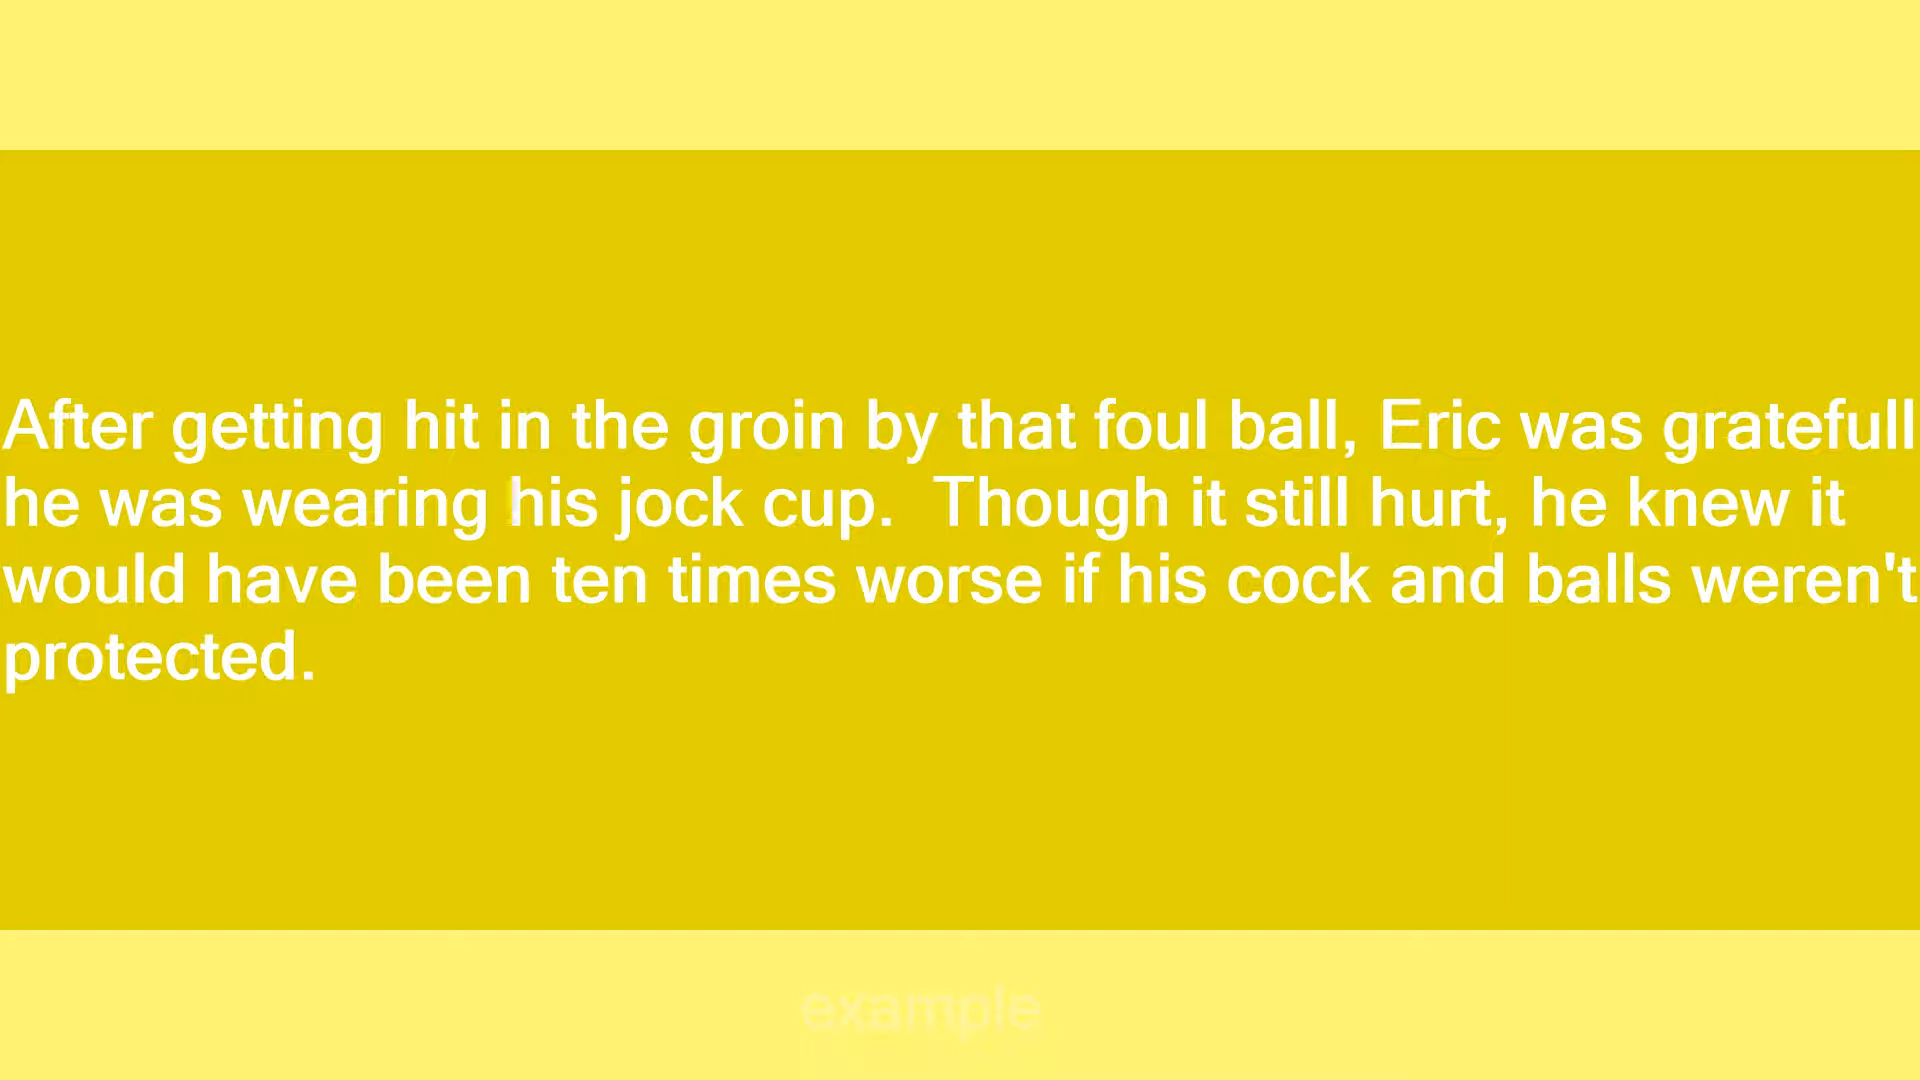 After getting hit in the groin by that foul ball, Eric was gratefull
he was wearing his jock cup.  Though it still hurt, he knew it
would have been ten times worse if his cock and balls weren't
protected.
example